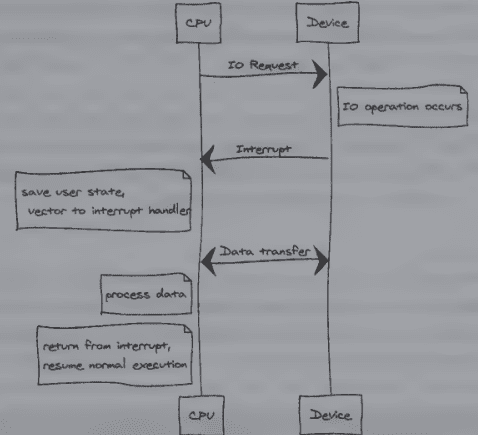 CPU
Device
IO Request
IO operation occurs
Interrupt
save user state,
vector to interrupt handler
Data transfer
process data
return from interrupt,
resume normal execution
CPU
Device